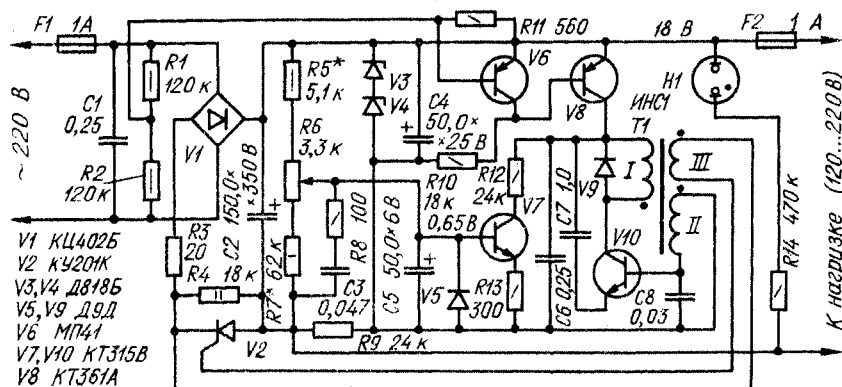 F1
1А
R1
120 к
C1
0,25
~ 220 В
R2
120к
V1
R3
20
R4
18 к
C2
150,0×
×350 В
R5*
5,1 к
R6
3,3 к
R7*
62 к
V2
V3
V4
C4
50,0×
×25 В
R8
100
C3
0,047
R9
24 к
R10
18 к
0,65 В
C5
50,0×6 В
V5
R11 560
V6
V8
18 В
R12
24к
V7
R13
300
C6 0,25
C7 1,0
V9
V10
C8
0,03
ИНС1
T1
I
II
III
H1
F2
1 А
R14 470 к
К нагрузке (120...220 В)
V1 КЦ402Б
V2 КУ201К
V3,V4 Д818Б
V5,V9 Д9Д
V6 МП41
V7,V10 КТ315В
V8 КТ361А